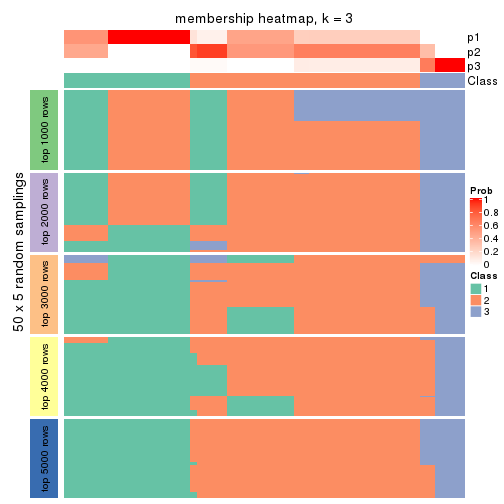 membership heatmap, k = 3
p1
p2
p3
Class
50 x 5 random samplings
top 1000 rows
top 2000 rows
top 3000 rows
top 4000 rows
top 5000 rows
Prob
1
0.8
0.6
0.4
0.2
0
Class
1
2
3